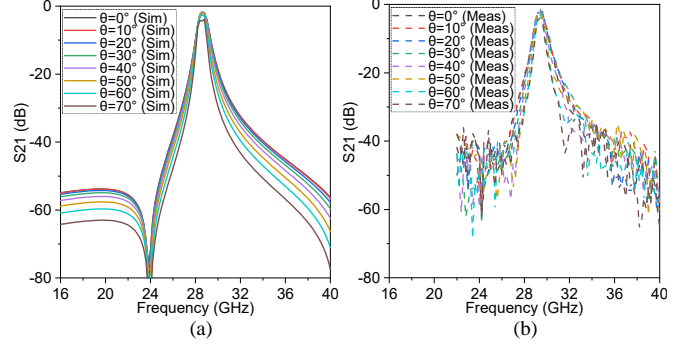 0
-20
-40
-60
-80
S21 (dB)
θ=0° (Sim)
θ=10° (Sim)
θ=20° (Sim)
θ=30° (Sim)
θ=40° (Sim)
θ=50° (Sim)
θ=60° (Sim)
θ=70° (Sim)
16 20 24 28 32 36 40
Frequency (GHz)
(a)
0
-20
-40
-60
-80
S21 (dB)
θ=0° (Meas)
θ=10° (Meas)
θ=20° (Meas)
θ=30° (Meas)
θ=40° (Meas)
θ=50° (Meas)
θ=60° (Meas)
θ=70° (Meas)
16 20 24 28 32 36 40
Frequency (GHz)
(b)